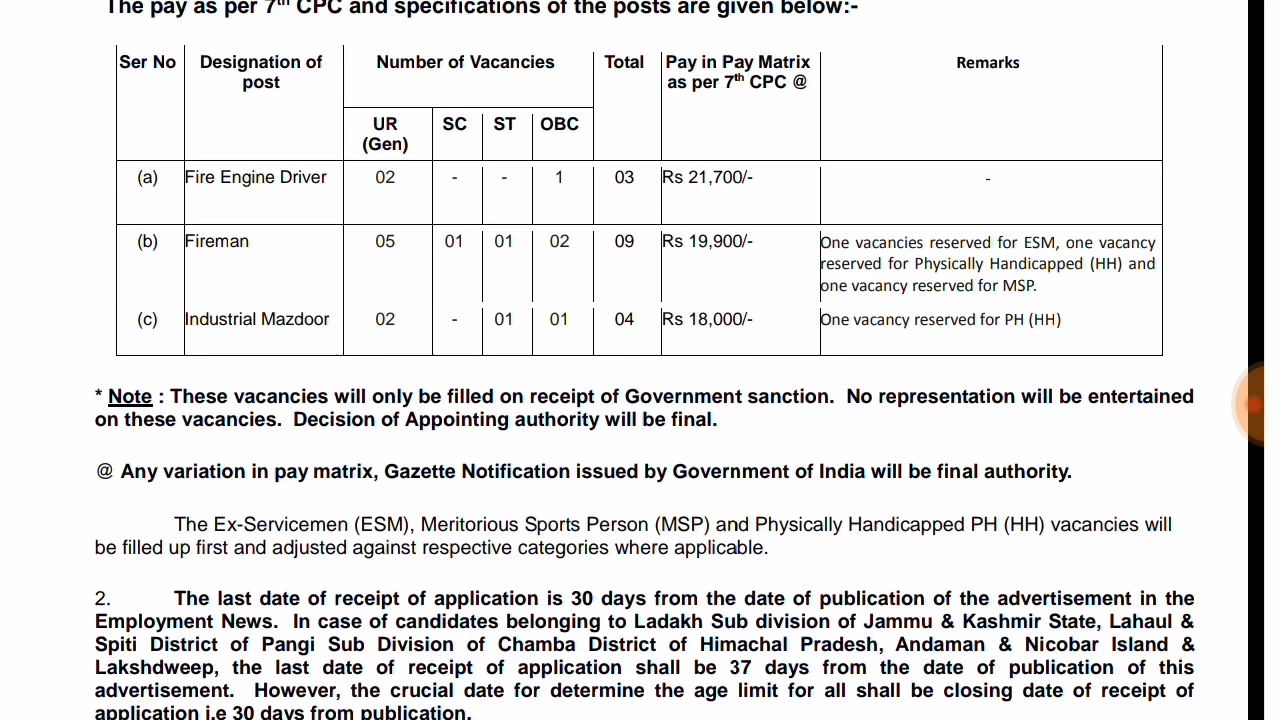 The pay as per 7th CPC and specifications of the posts are given below:-
Ser No Designation of post Number of Vacancies Total Pay in Pay Matrix as per 7th CPC @ Remarks
UR (Gen) SC ST OBC
(a) Fire Engine Driver 02 - - 1 03 Rs 21,700/- -
(b) Fireman 05 01 01 02 09 Rs 19,900/- One vacancies reserved for ESM, one vacancy
reserved for Physically Handicapped (HH) and
one vacancy reserved for MSP.
(c) Industrial Mazdoor 02 - 01 01 04 Rs 18,000/- One vacancy reserved for PH (HH)
* Note : These vacancies will only be filled on receipt of Government sanction. No representation will be entertained
on these vacancies. Decision of Appointing authority will be final.
@ Any variation in pay matrix, Gazette Notification issued by Government of India will be final authority.
The Ex-Servicemen (ESM), Meritorious Sports Person (MSP) and Physically Handicapped PH (HH) vacancies will
be filled up first and adjusted against respective categories where applicable.
2. The last date of receipt of application is 30 days from the date of publication of the advertisement in the
Employment News. In case of candidates belonging to Ladakh Sub division of Jammu & Kashmir State, Lahaul &
Spiti District of Pangi Sub Division of Chamba District of Himachal Pradesh, Andaman & Nicobar Island &
Lakshdweep, the last date of receipt of application shall be 37 days from the date of publication of this
advertisement. However, the crucial date for determine the age limit for all shall be closing date of receipt of
application i.e 30 days from publication.